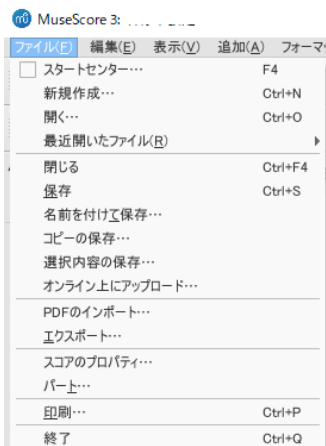 MuseScore 3:
ファイル(F) 編集(E) 表示(V) 追加(A) フォーマッ
スタートセンター… F4
新規作成… Ctrl+N
開く… Ctrl+O
最近開いたファイル(R)
閉じる Ctrl+F4
保存 Ctrl+S
名前を付けて保存…
コピーの保存…
選択内容の保存…
オンライン上にアップロード…
PDFのインポート…
エクスポート…
スコアのプロパティ…
パート…
印刷… Ctrl+P
終了 Ctrl+Q